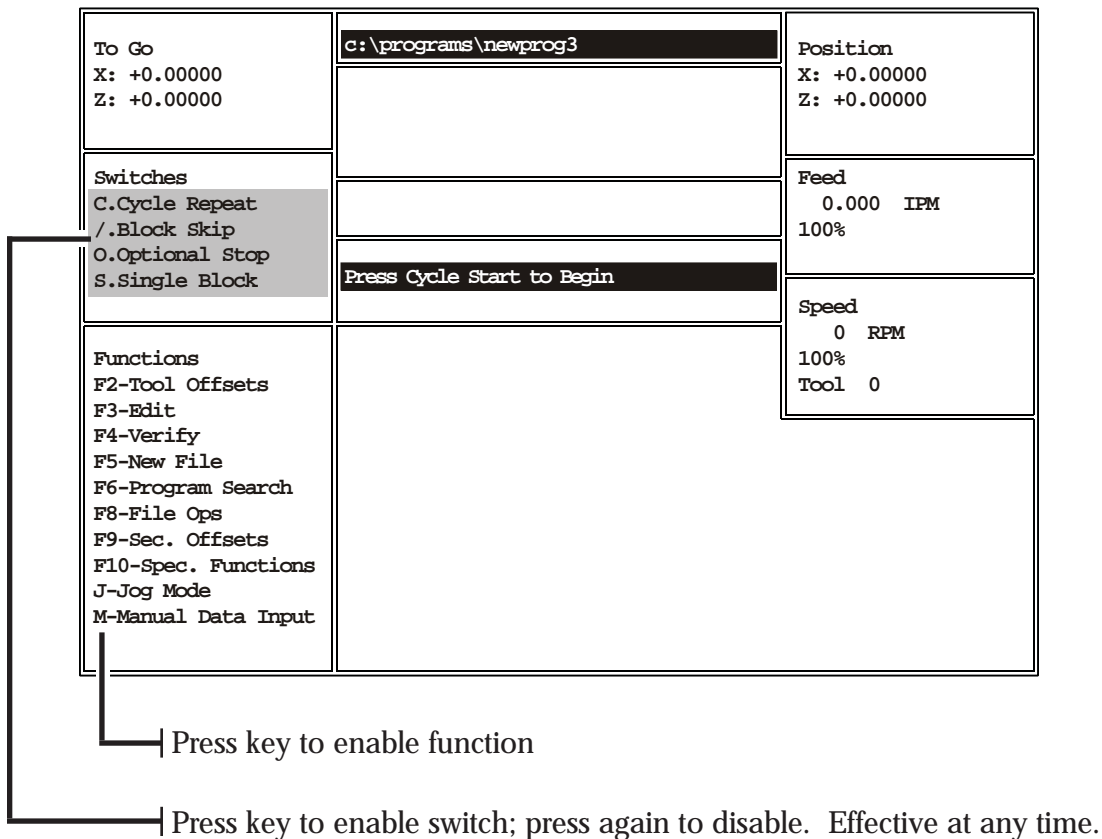 To Go
X: +0.00000
Z: +0.00000
c:\programs\newprog3
Position
X: +0.00000
Z: +0.00000
Switches
C.Cycle Repeat
/.Block Skip
O.Optional Stop
S.Single Block
Press Cycle Start to Begin
Feed
0.000 IPM
100%
Speed
0 RPM
100%
Tool 0
Functions
F2-Tool Offsets
F3-Edit
F4-Verify
F5-New File
F6-Program Search
F8-File Ops
F9-Sec. Offsets
F10-Spec. Functions
J-Jog Mode
M-Manual Data Input
Press key to enable function
Press key to enable switch; press again to disable. Effective at any time.